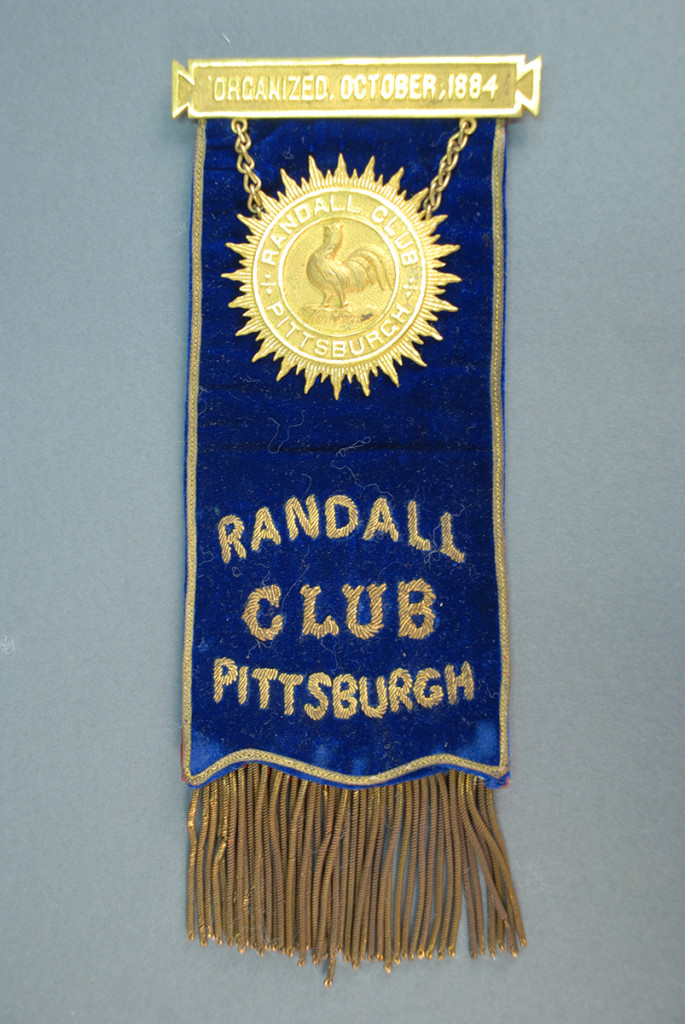 ORGANIZED, OCTOBER, 1884
RANDALL CLUB
PITTSBURGH
RANDALL
CLUB
PITTSBURGH